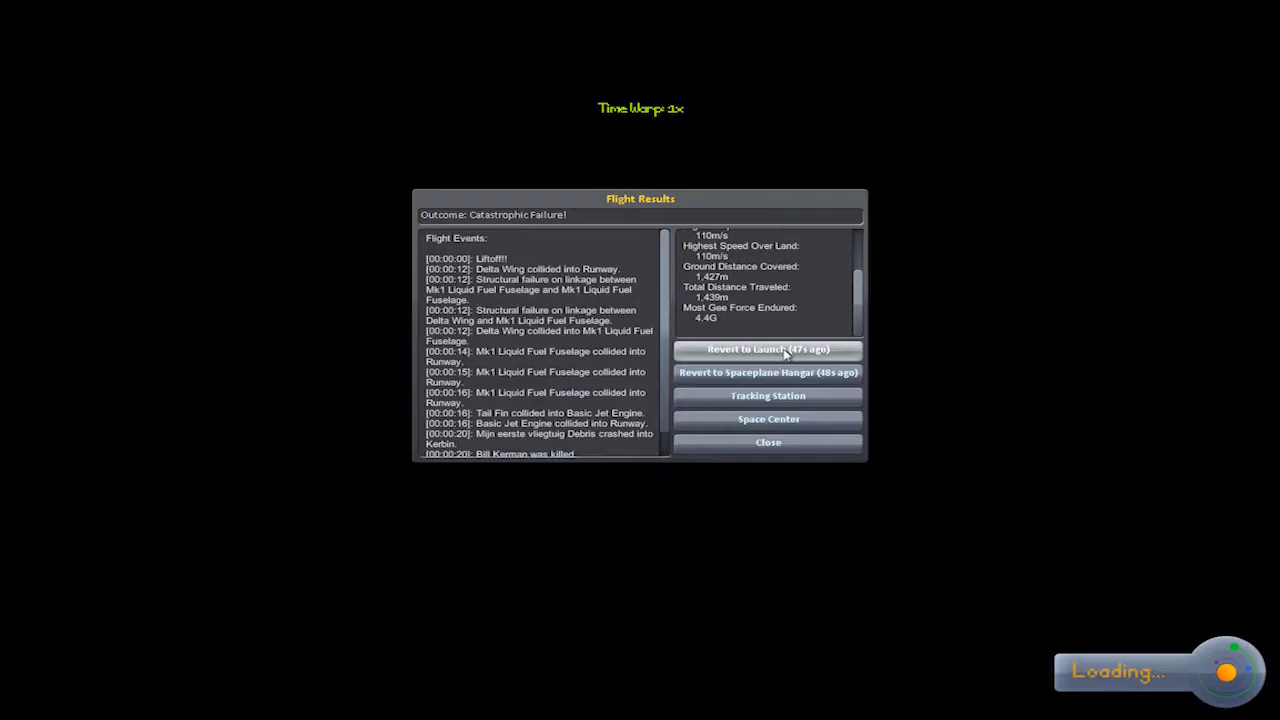 Time Warp: 1x
Flight Results
Outcome: Catastrophic Failure!
Flight Events:
[00:00:00]: Liftoff!!
[00:00:12]: Delta Wing collided into Runway.
[00:00:12]: Structural failure on linkage between
Mk1 Liquid Fuel Fuselage and Mk1 Liquid Fuel
Fuselage.
[00:00:12]: Structural failure on linkage between
Delta Wing and Mk1 Liquid Fuel Fuselage.
[00:00:12]: Delta Wing collided into Mk1 Liquid Fuel
Fuselage.
[00:00:14]: Mk1 Liquid Fuel Fuselage collided into
Runway.
[00:00:15]: Mk1 Liquid Fuel Fuselage collided into
Runway.
[00:00:16]: Mk1 Liquid Fuel Fuselage collided into
Runway.
[00:00:16]: Tail Fin collided into Basic Jet Engine.
[00:00:16]: Basic Jet Engine collided into Runway.
[00:00:20]: Mijn eerste vliegtuig Debris crashed into
Kerbin.
[00:00:20]: Bill Kerman was killed.
110m/s
Highest Speed Over Land:
110m/s
Ground Distance Covered:
1,427m
Total Distance Traveled:
1,439m
Most Gee Force Endured:
4.4G
Revert to Launch (47s ago)
Revert to Spaceplane Hangar (48s ago)
Tracking Station
Space Center
Close
Loading...